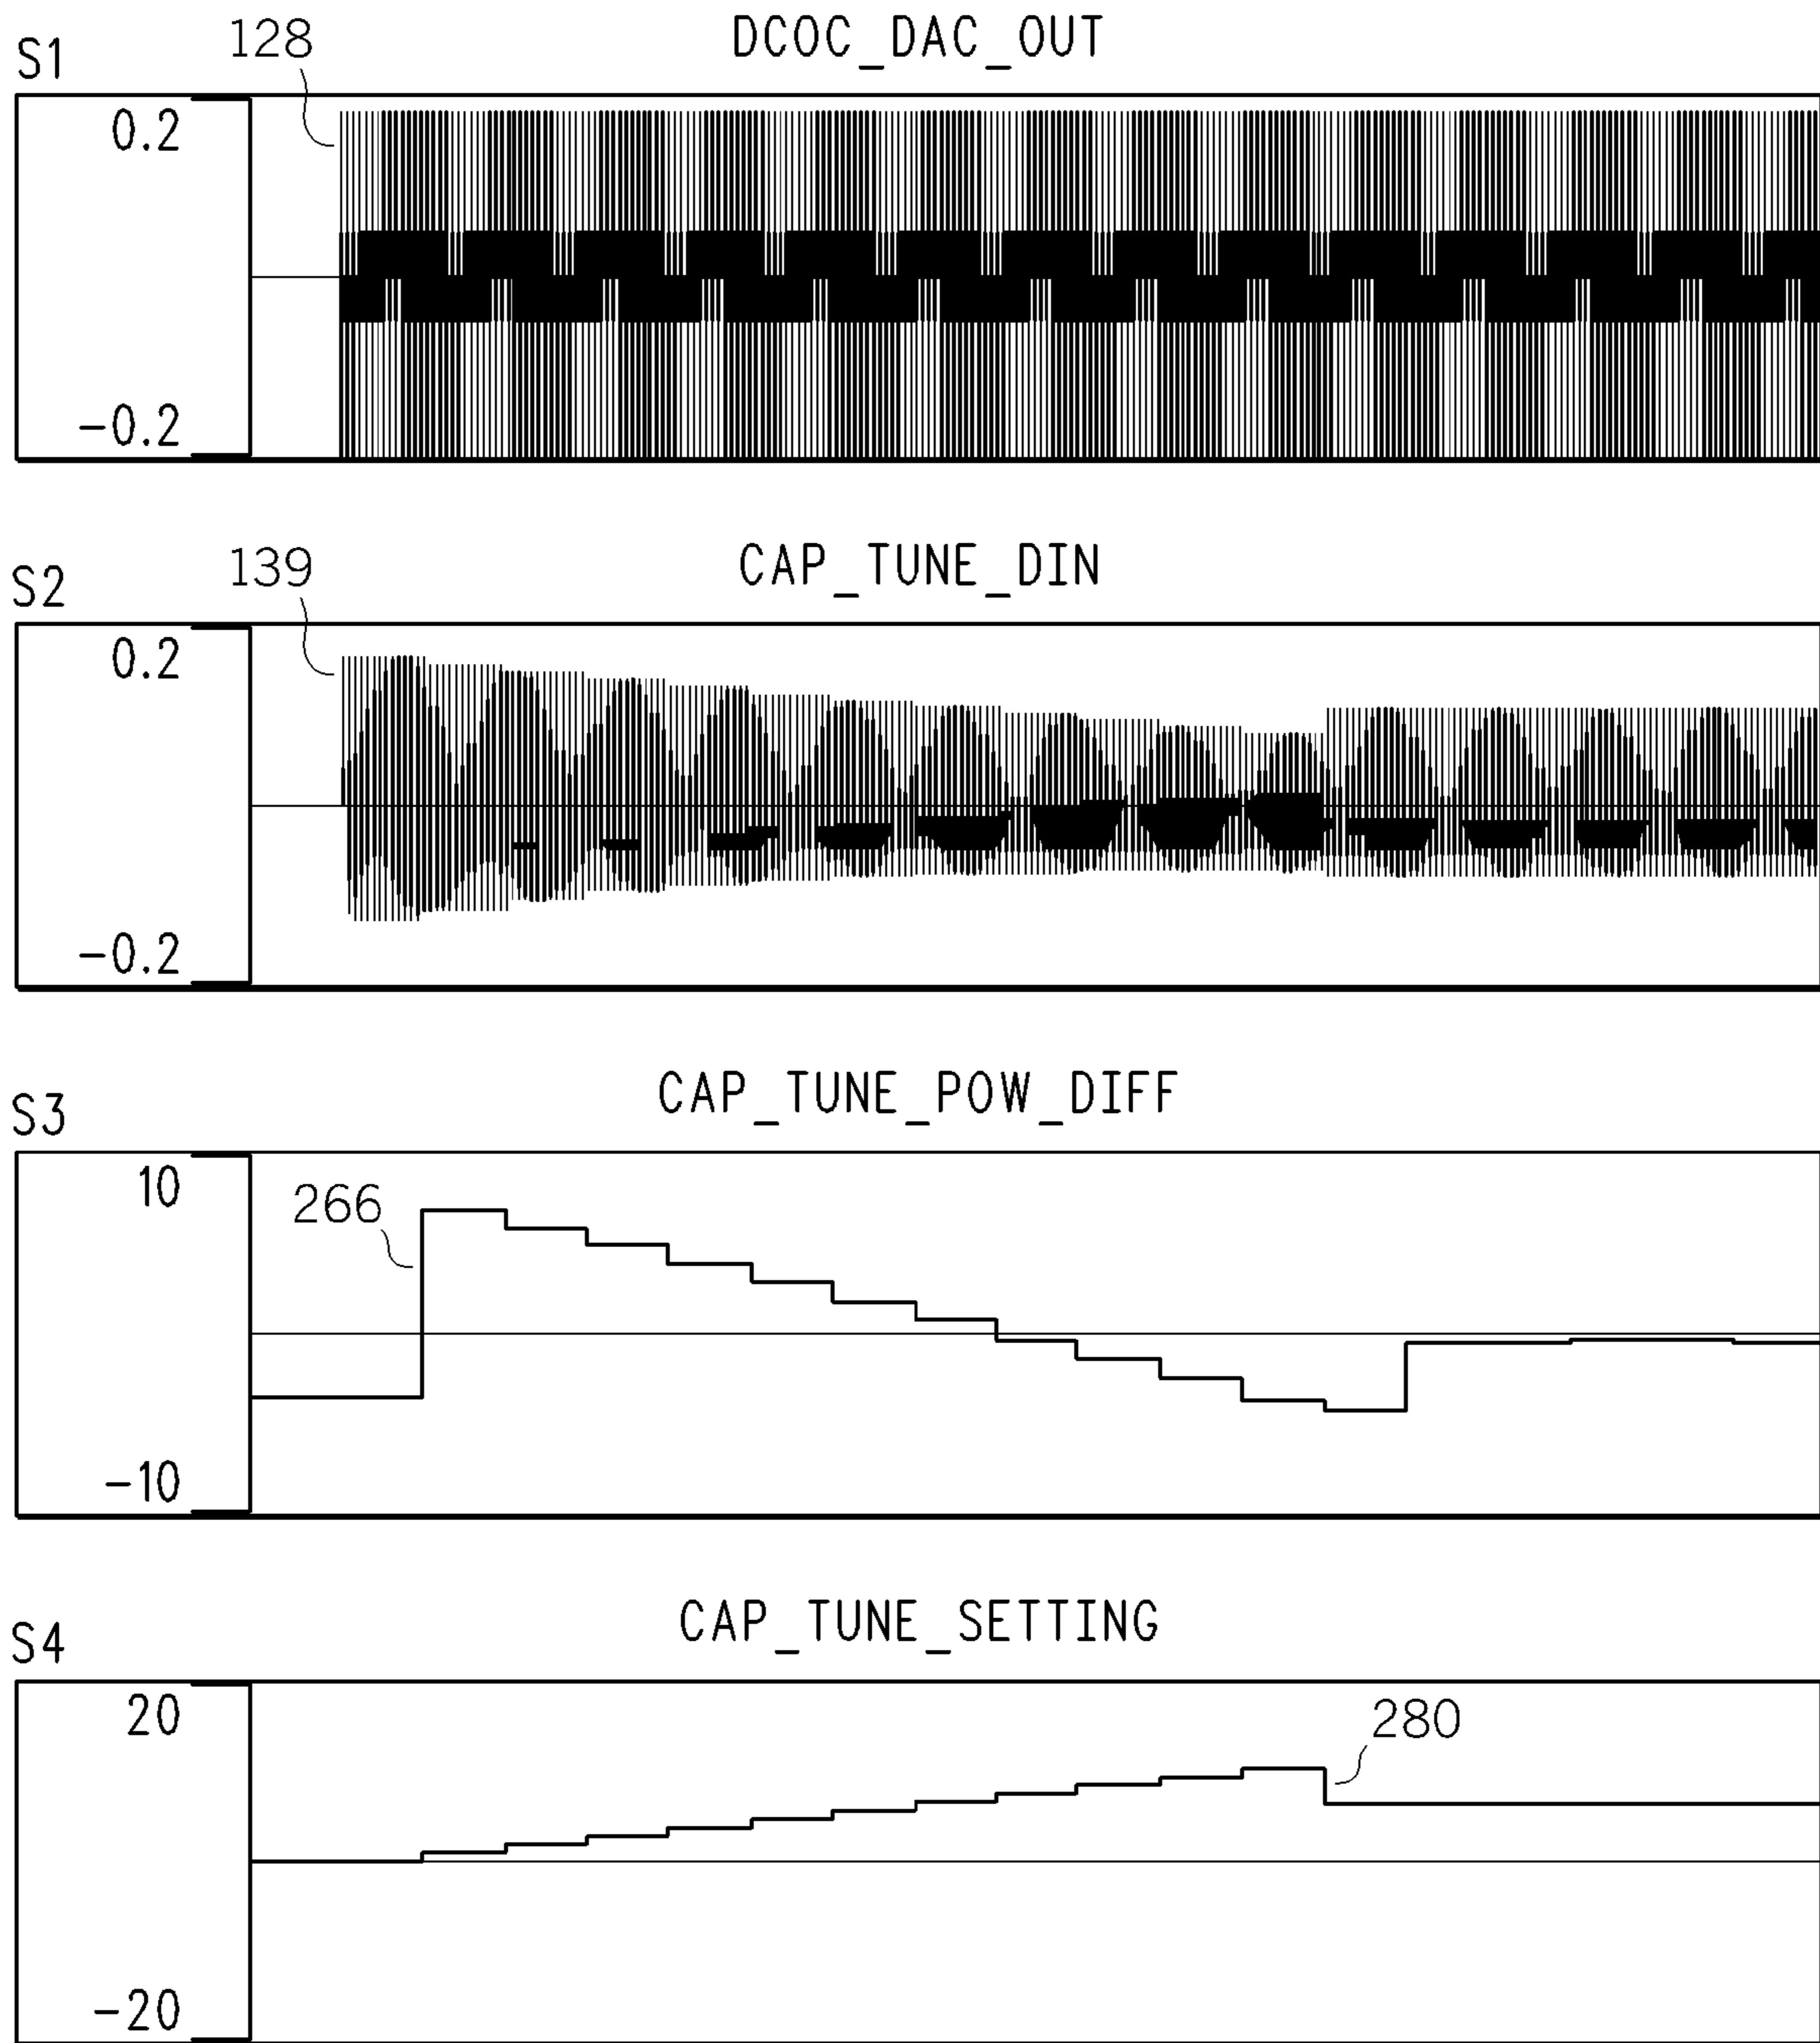 DCOC_DAC_OUT
S1
128
0.2
-0.2
CAP_TUNE_DIN
S2
139
0.2
-0.2
CAP_TUNE_POW_DIFF
S3
10
266
-10
CAP_TUNE_SETTING
S4
20
280
-20